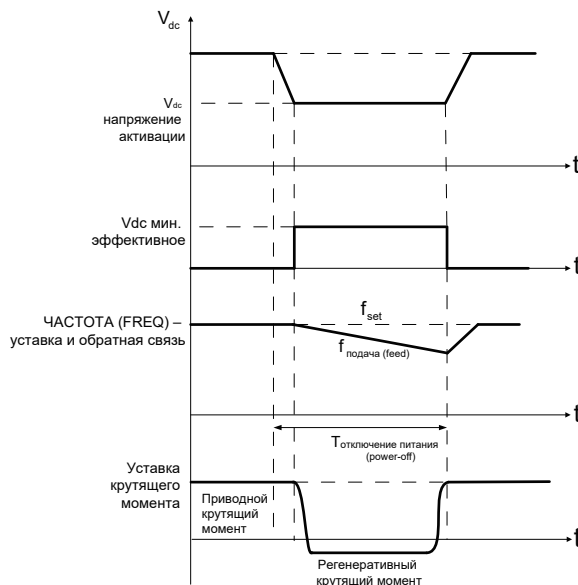 V dc
V dc
напряжение
активации
t
Vdc мин.
эффективное
t
ЧАСТОТА (FREQ) –
уставка и обратная связь
f set
f подача (feed)
t
T отключение питания
(power-off)
Уставка
крутящего
момента
Приводной
крутящий
момент
t
Регенеративный
крутящий момент